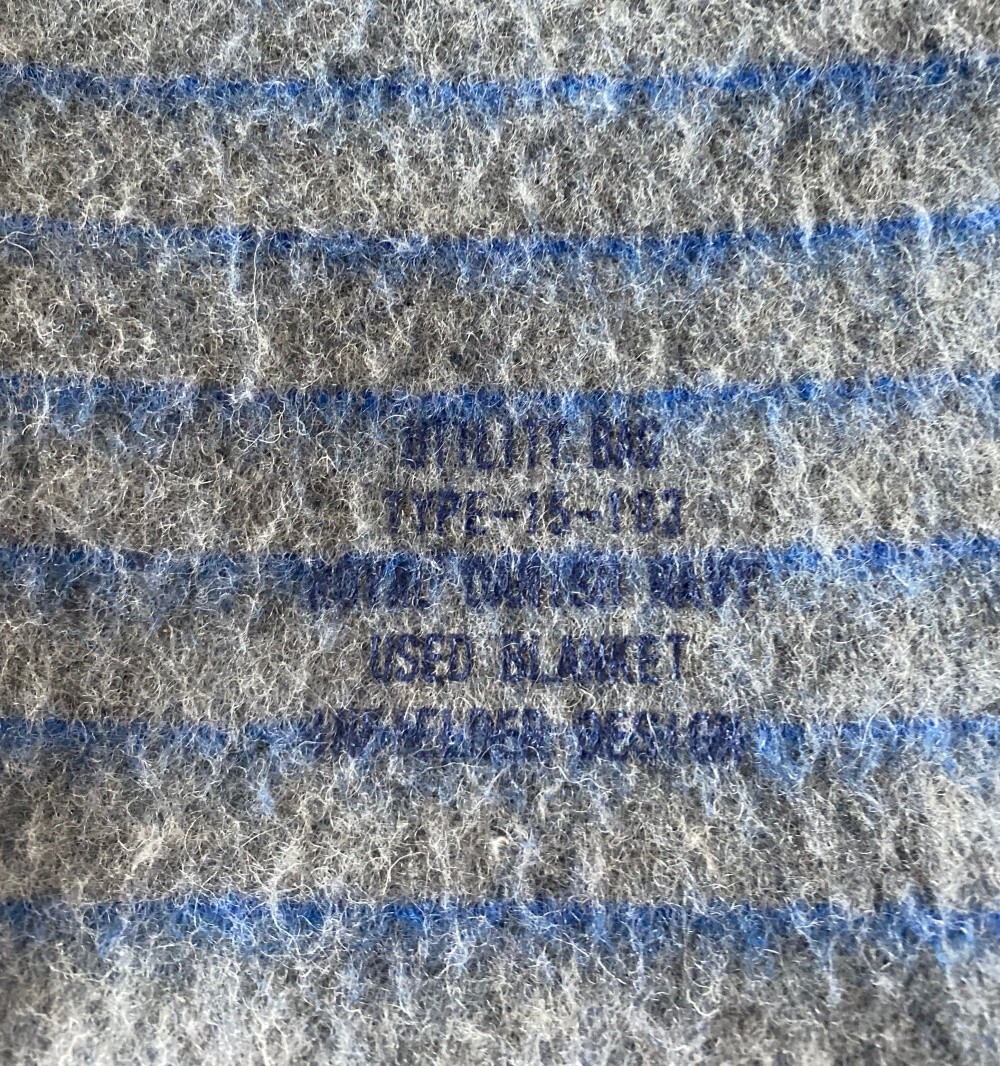 UTILITY BAG
TYPE-15-103
ROYAL DANISH NAVY
USED BLANKET
DESIGN